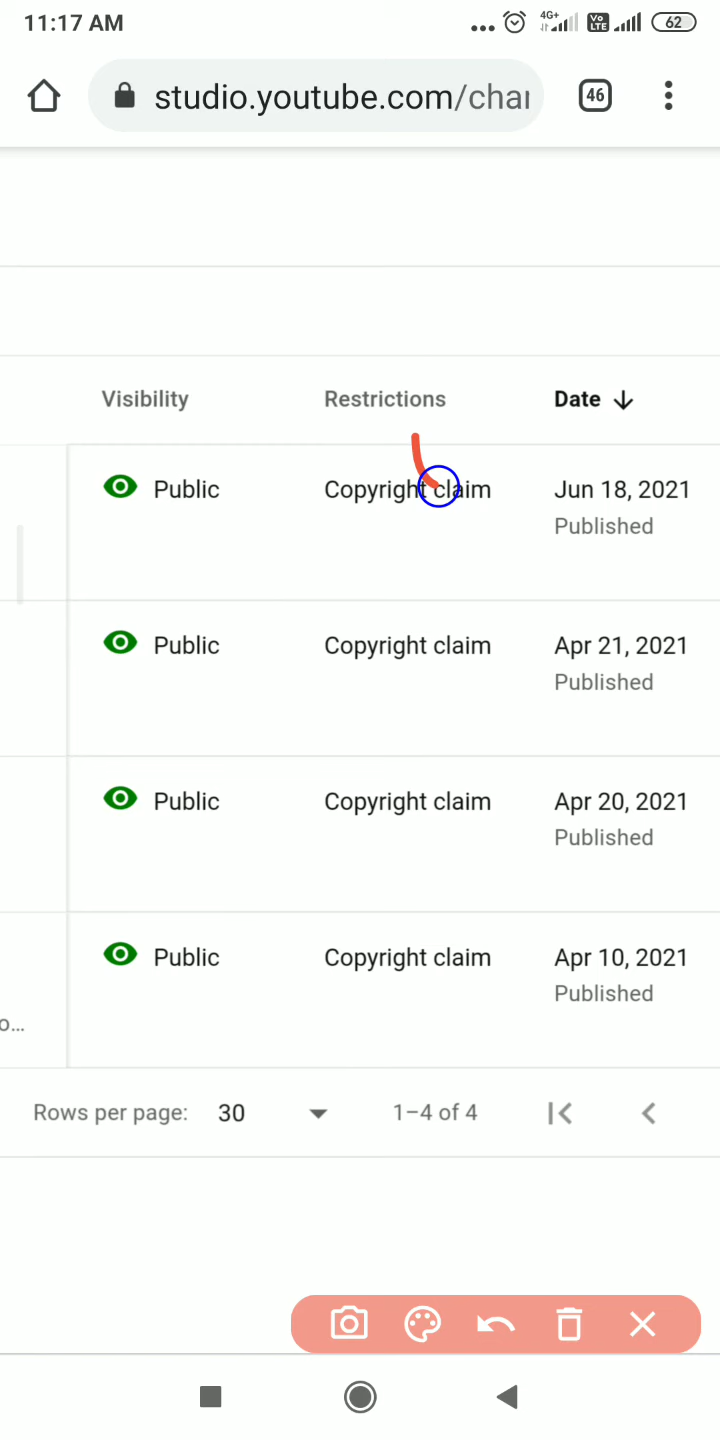 11:17 AM
4G+
Vo LTE
62
studio.youtube.com/char
46
Visibility Restrictions Date
Public Copyright claim Jun 18, 2021
Published
Public Copyright claim Apr 21, 2021
Published
Public Copyright claim Apr 20, 2021
Published
Public Copyright claim Apr 10, 2021
Published
o...
Rows per page: 30 1–4 of 4